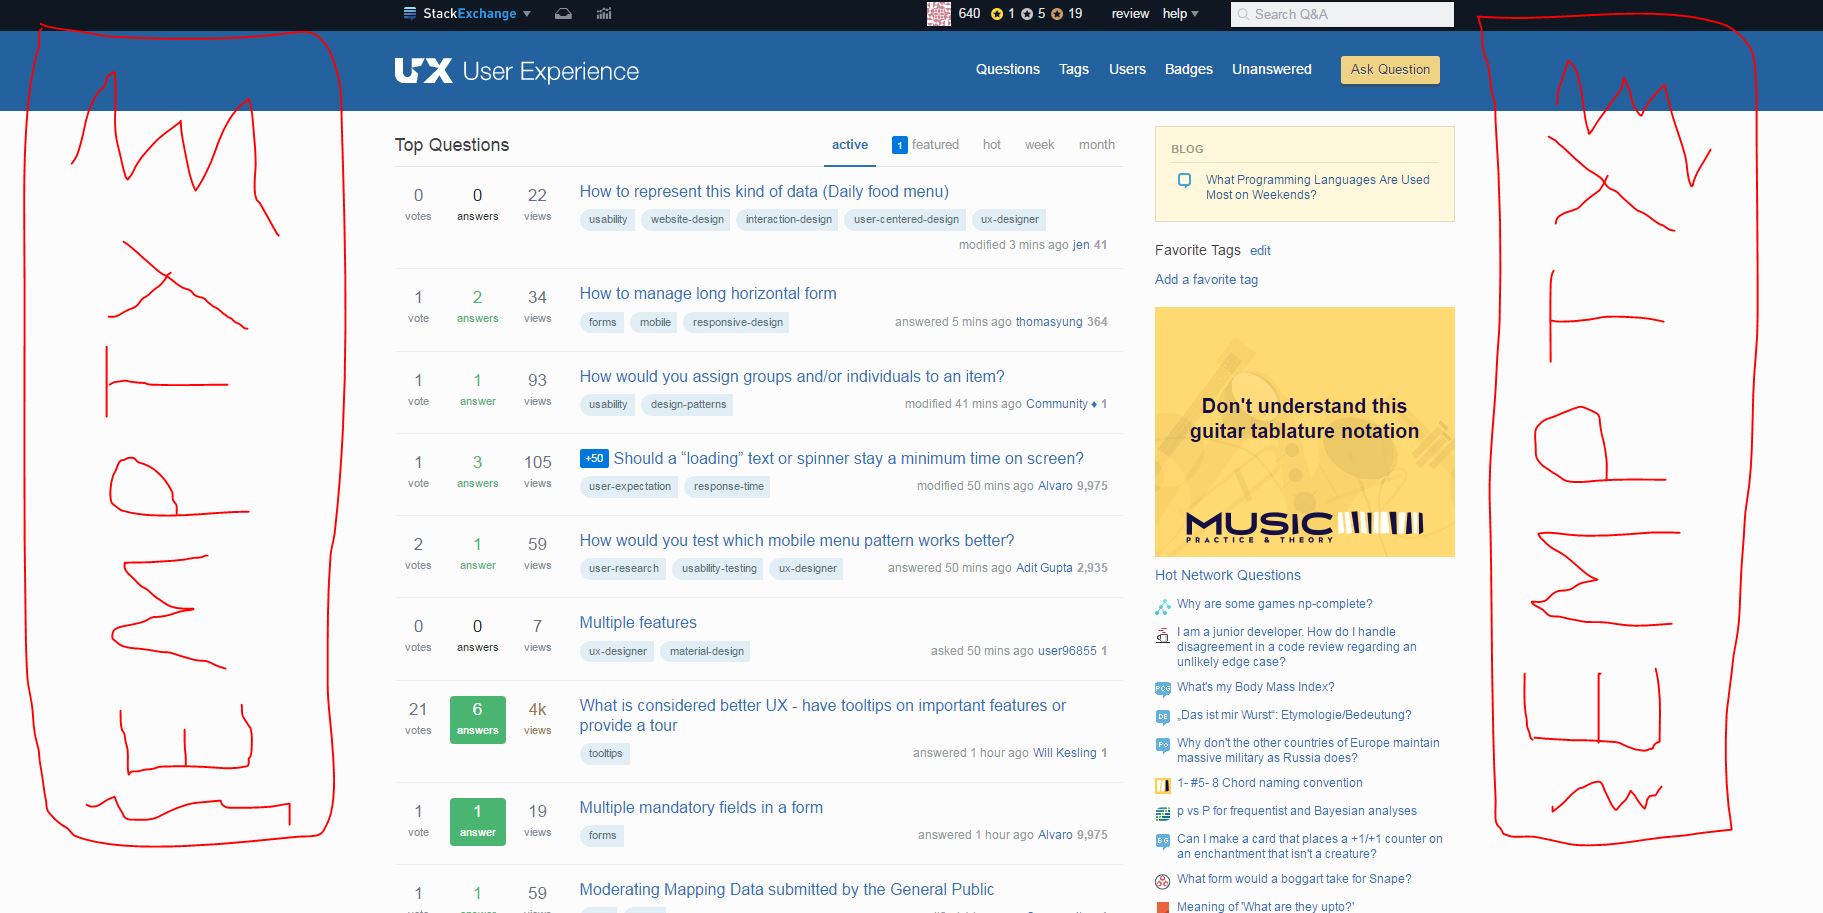 StackExchange 640 1 5 19 review help Search Q&A
UX User Experience Questions Tags Users Badges Unanswered Ask Question
EMPTY
Top Questions active 1 featured hot week month
0 votes 0 answers 22 views
How to represent this kind of data (Daily food menu)
usability website-design interaction-design user-centered-design ux-designer
modified 3 mins ago jen 41
1 vote 2 answers 34 views
How to manage long horizontal form
forms mobile responsive-design
answered 5 mins ago thomasyung 364
1 vote 1 answer 93 views
How would you assign groups and/or individuals to an item?
usability design-patterns
modified 41 mins ago Community ♦ 1
1 vote 3 answers 105 views
+50 Should a “loading” text or spinner stay a minimum time on screen?
user-expectation response-time
modified 50 mins ago Alvaro 9,975
2 votes 1 answer 59 views
How would you test which mobile menu pattern works better?
user-research usability-testing ux-designer
answered 50 mins ago Adit Gupta 2,935
0 votes 0 answers 7 views
Multiple features
ux-designer material-design
asked 50 mins ago user96855 1
21 votes 6 answers 4k views
What is considered better UX - have tooltips on important features or
provide a tour
tooltips
answered 1 hour ago Will Kesling 1
1 vote 1 answer 19 views
Multiple mandatory fields in a form
forms
answered 1 hour ago Alvaro 9,975
1 1 59
Moderating Mapping Data submitted by the General Public
BLOG
What Programming Languages Are Used
Most on Weekends?
Favorite Tags edit
Add a favorite tag
Don't understand this
guitar tablature notation
MUSIC
PRACTICE & THEORY
Hot Network Questions
Why are some games np-complete?
I am a junior developer. How do I handle
disagreement in a code review regarding an
unlikely edge case?
PCG What's my Body Mass Index?
DE „Das ist mir Wurst“: Etymologie/Bedeutung?
Po Why don't the other countries of Europe maintain
massive military as Russia does?
1- #5- 8 Chord naming convention
p vs P for frequentist and Bayesian analyses
BG Can I make a card that places a +1/+1 counter on
an enchantment that isn't a creature?
What form would a boggart take for Snape?
Meaning of 'What are they upto?'
EMPTY